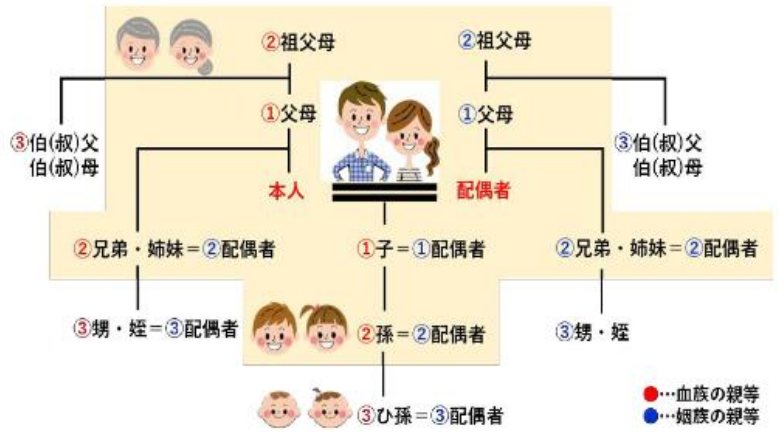 ②祖父母
②祖父母
①父母
①父母
③伯(叔)父
伯(叔)母
③伯(叔)父
伯(叔)母
本人
配偶者
②兄弟・姉妹＝②配偶者
①子＝①配偶者
②兄弟・姉妹＝②配偶者
③甥・姪＝③配偶者
②孫＝②配偶者
③甥・姪
③ひ孫＝③配偶者
●…血族の親等
●…姻族の親等